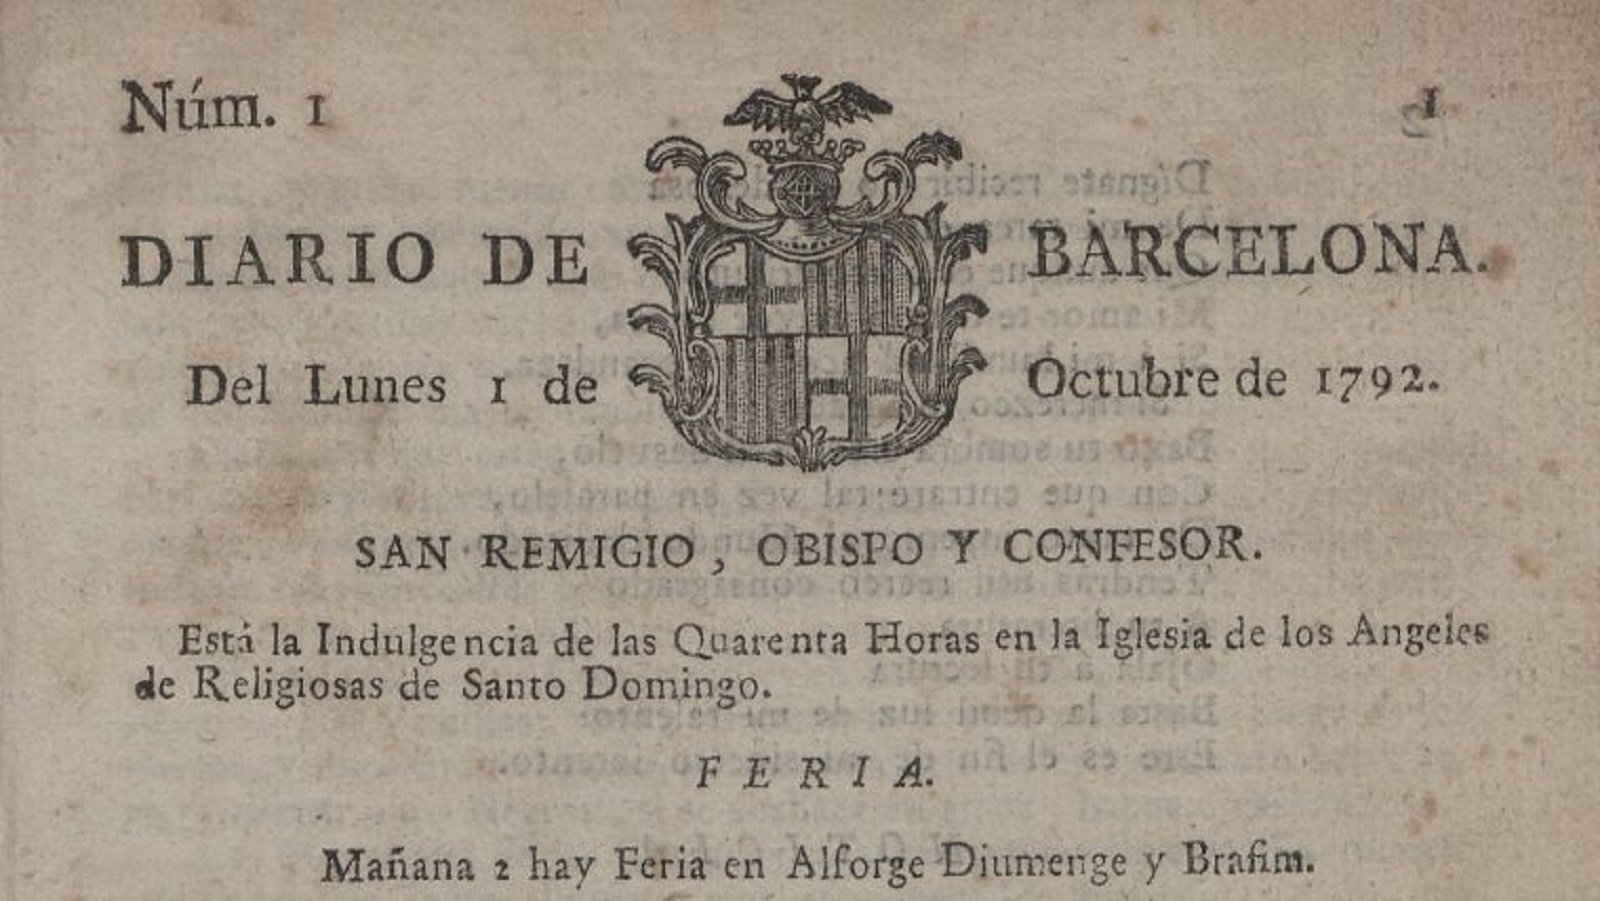 Núm. 1 1
DIARIO DE BARCELONA.
Del Lunes 1 de Octubre de 1792.
SAN REMIGIO, OBISPO Y CONFESOR.
Está la Indulgencia de las Quarenta Horas en la Iglesia de los Angeles
de Religiosas de Santo Domingo.
FERIA.
Mañana 2 hay Feria en Alforge Diumenge y Brafim.